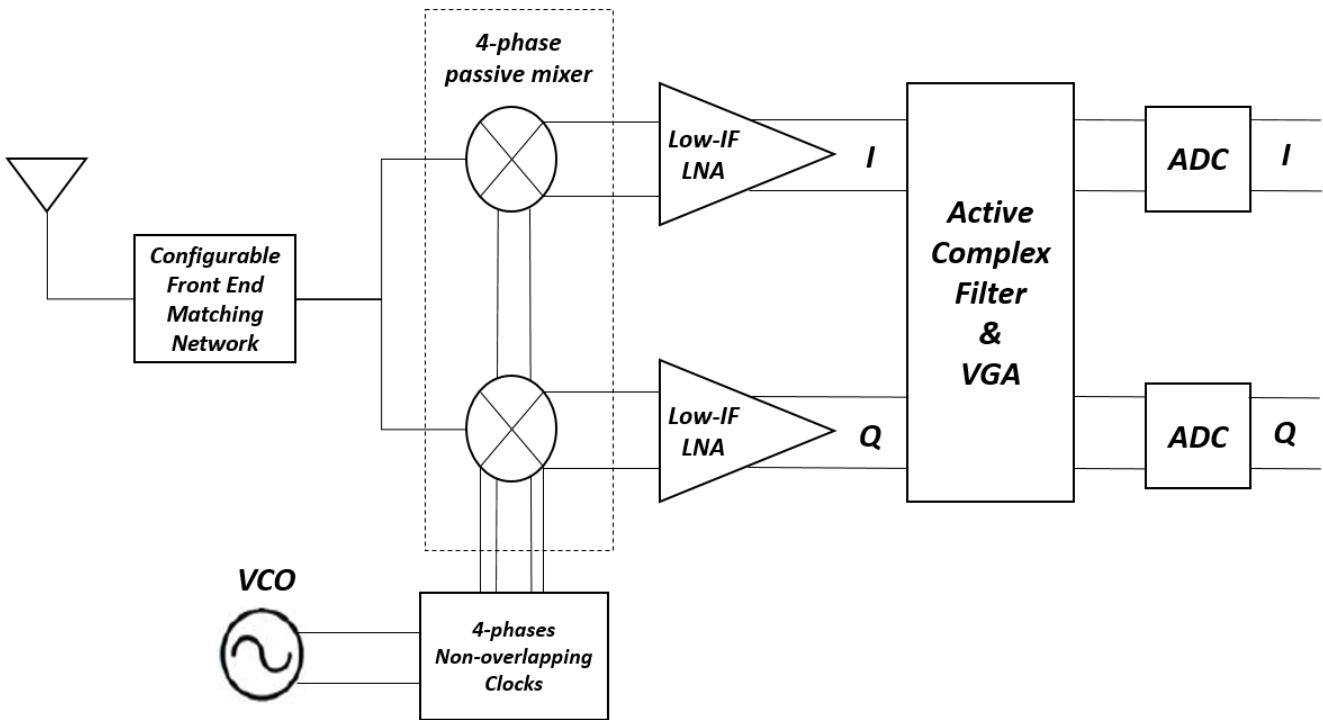 4-phase
passive mixer
Low-IF
LNA
I
ADC
I
Configurable
Front End
Matching
Network
Active
Complex
Filter
&
VGA
Low-IF
LNA
Q
ADC
Q
VCO
4-phases
Non-overlapping
Clocks